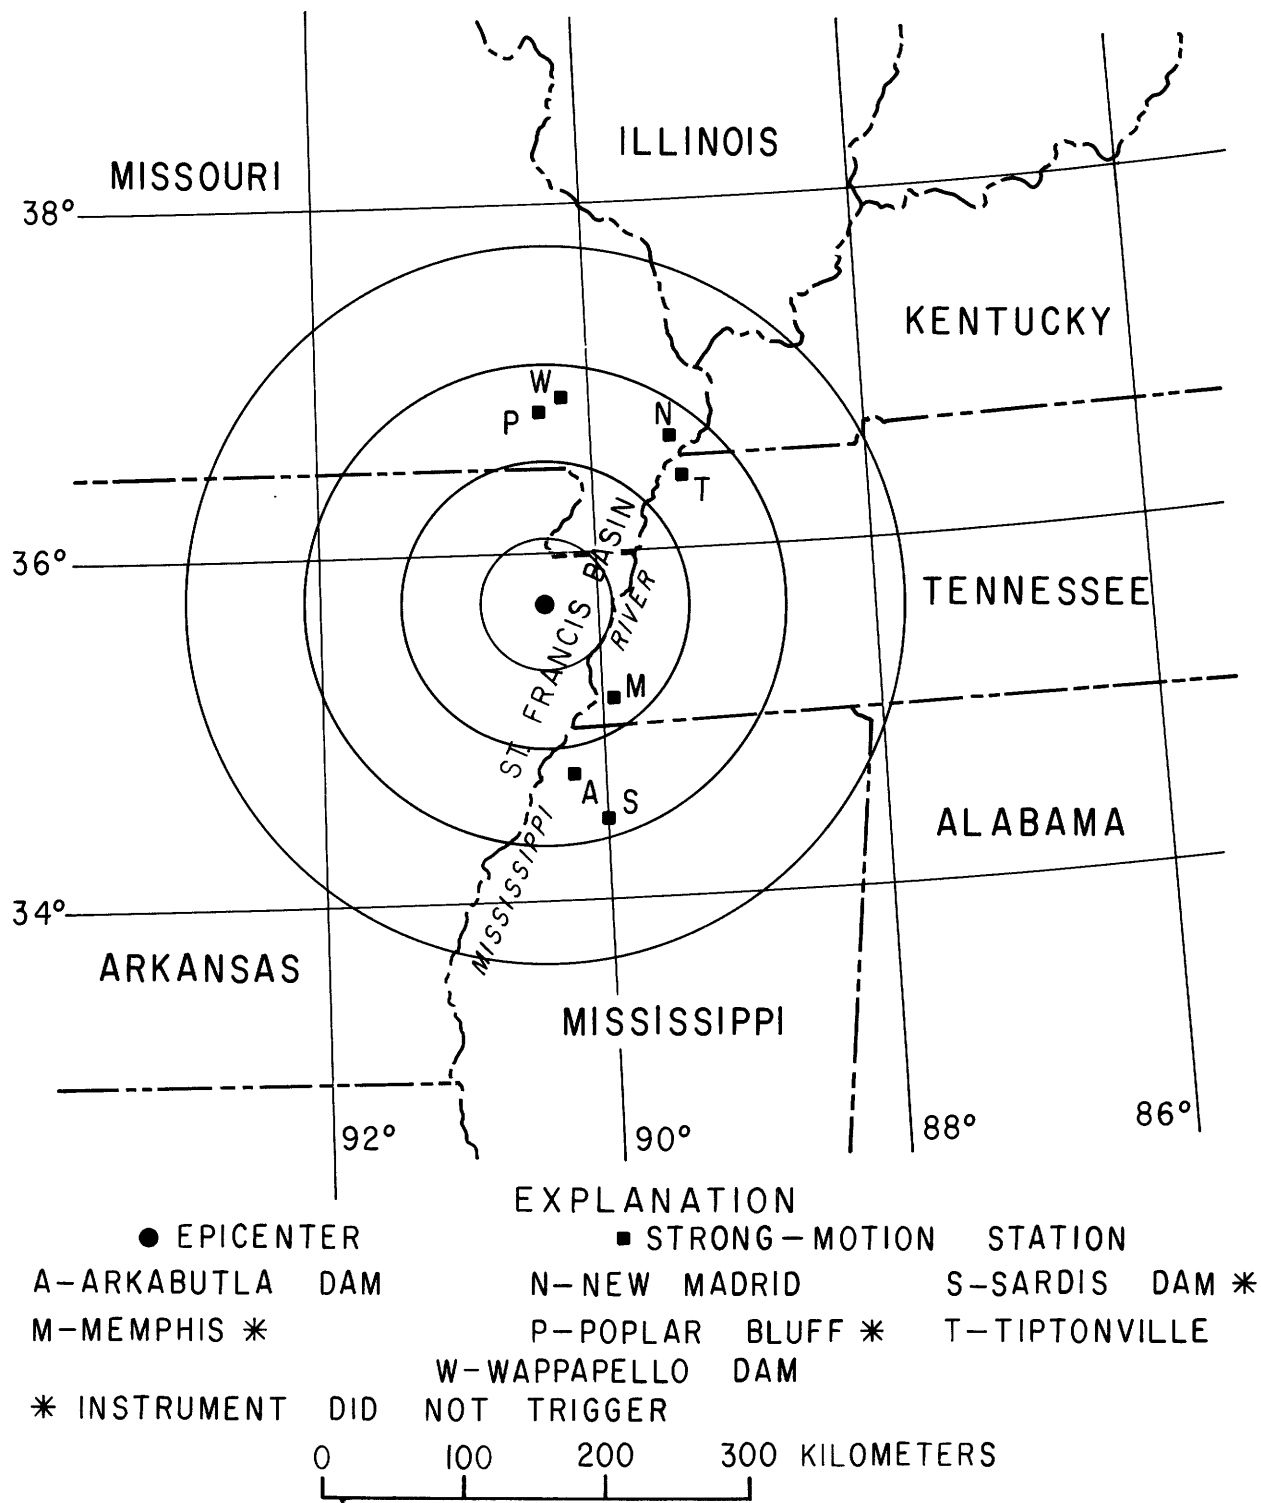 ILLINOIS
MISSOURI
38°
KENTUCKY
W
P
N
T
36°
ST. FRANCIS BASIN
RIVER
TENNESSEE
M
A
S
ALABAMA
MISSISSIPPI
34°
ARKANSAS
MISSISSIPPI
92°
90°
88°
86°
EXPLANATION
● EPICENTER ■ STRONG-MOTION STATION
A-ARKABUTLA DAM N-NEW MADRID S-SARDIS DAM *
M-MEMPHIS * P-POPLAR BLUFF * T-TIPTONVILLE
W-WAPPAPELLO DAM
* INSTRUMENT DID NOT TRIGGER
0 100 200 300 KILOMETERS